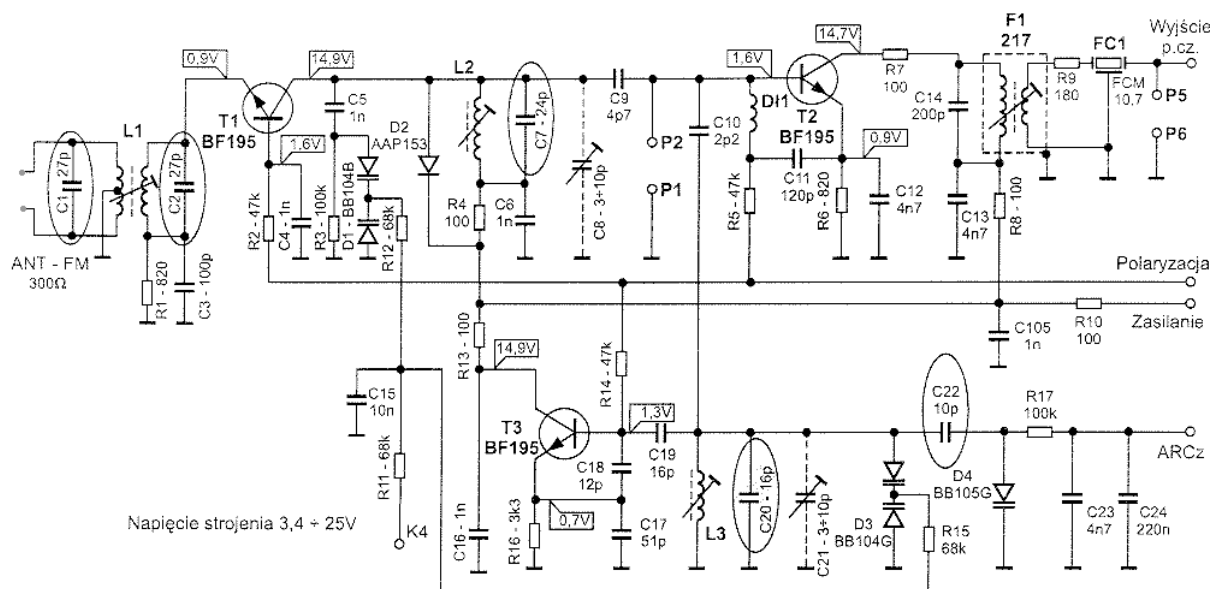 0,9V
14,9V
L2
1,6V
14,7V
F1
217
Wyjście
p.cz.
L1
T1
BF195
C5
1n
D2
AAP153
C7 - 24p
C9
4p7
DI1
T2
BF195
R7
100
C14
200p
R9
180
FC1
FCM
10,7
P5
P6
C1
27p
C2
27p
1,6V
C8 - 3÷10p
P2
P1
C10
2p2
0,9V
R2 - 47k
C4 - 1n
R3 - 100k
D1 - BB104B
R12 - 68k
R4
100
C6
1n
R5 - 47k
C11
120p
R6 - 820
C12
4n7
C13
4n7
R8 - 100
ANT - FM
300Ω
R1 - 820
C3 - 100p
Polaryzacja
Zasilanie
R10
100
C105
1n
R13 - 100
14,9V
R14 - 47k
C15
10n
T3
BF195
1,3V
C19
16p
C22
10p
R17
100k
ARCz
R11 - 68k
C18
12p
C20 - 16p
C21 - 3÷10p
D4
BB105G
Napięcie strojenia 3,4 ÷ 25V
K4
C16 - 1n
R16 - 3k3
0,7V
C17
51p
L3
D3
BB104G
R15
68k
C23
4n7
C24
220n